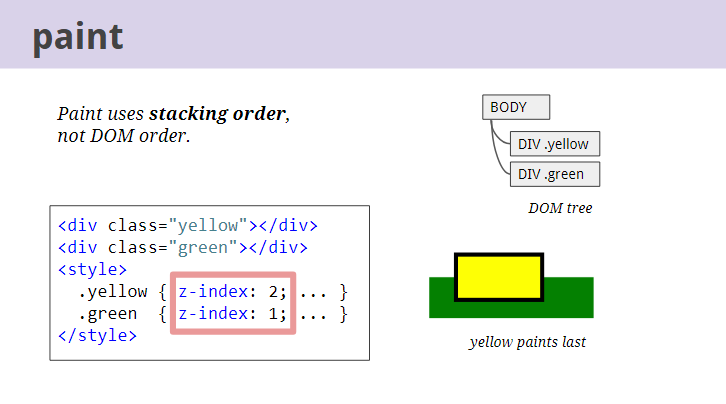 paint
Paint uses stacking order,
not DOM order.
<div class="yellow"></div>
<div class="green"></div>
<style>
.yellow { z-index: 2; ... }
.green { z-index: 1; ... }
</style>
BODY
DIV .yellow
DIV .green
DOM tree
yellow paints last